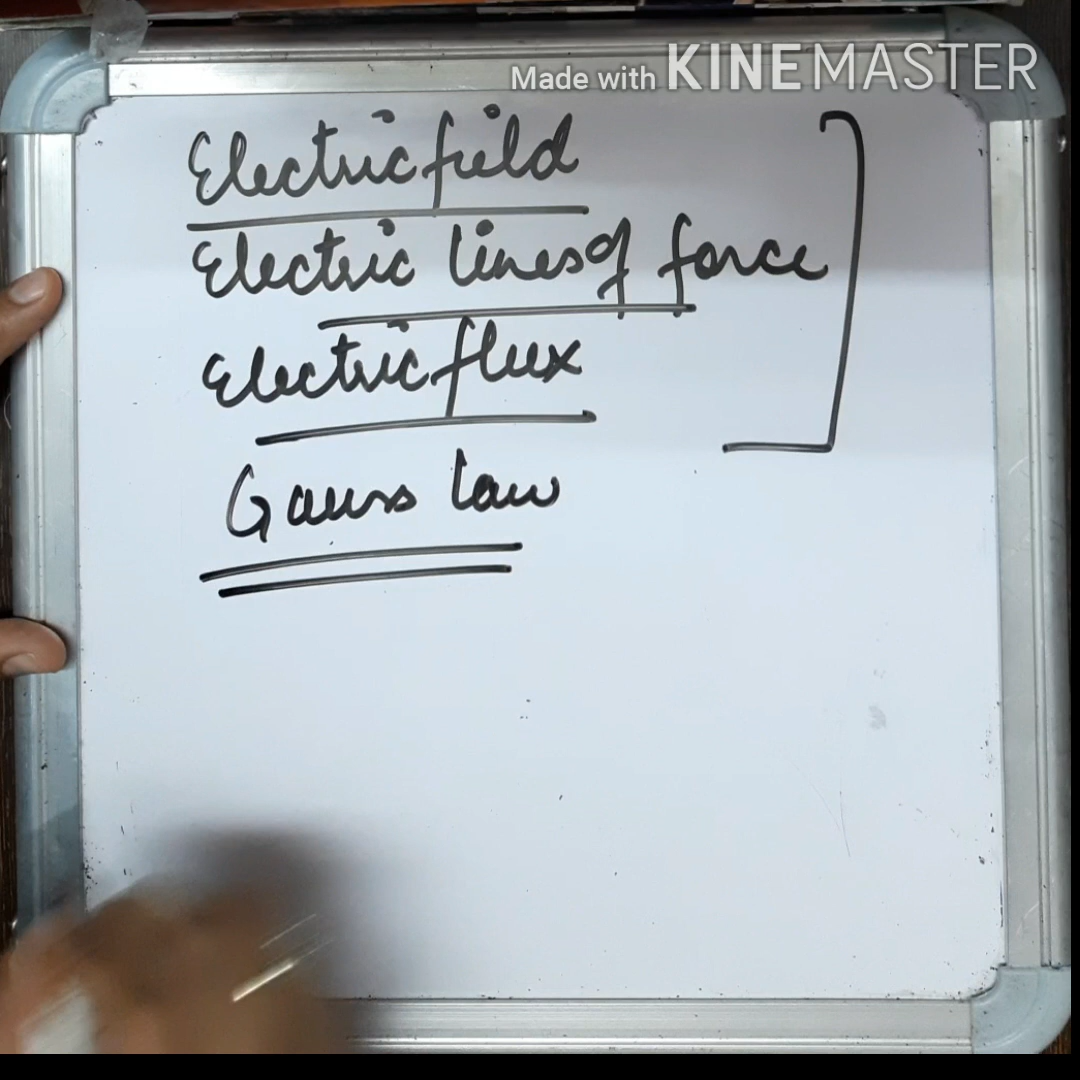 Made with KINEMASTER
Electric field
Electric lines of force
Electric flux
Gauss law